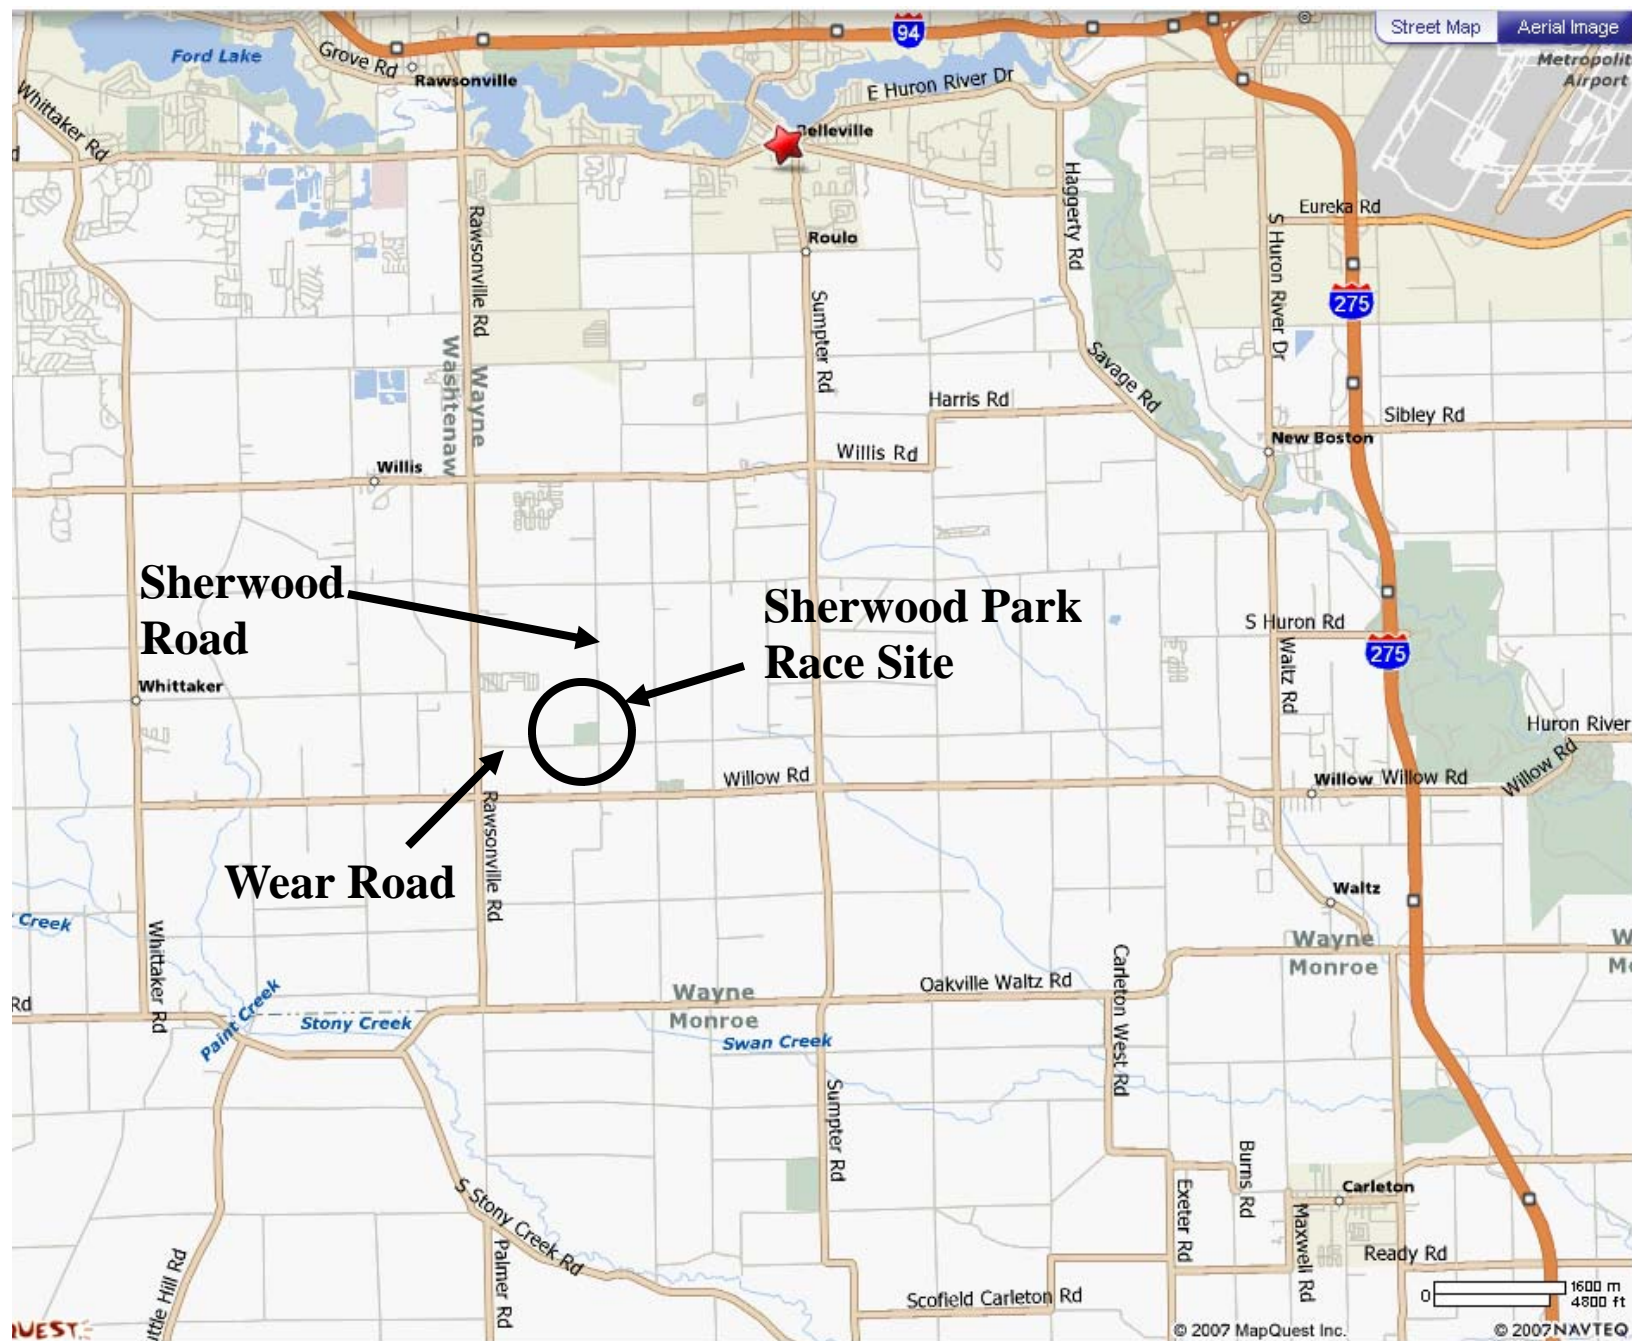 Street Map
Aerial Image
94
Ford Lake
Grove Rd
Rawsonville
E Huron River Dr
Metropolit
Airport
Whittaker Rd
Belleville
Haggerty Rd
Rawsonville Rd
Roulo
S Huron River Dr
Eureka Rd
275
Sumpter Rd
Washtenaw
Wayne
Savage Rd
Harris Rd
Sibley Rd
New Boston
Willis Rd
Willis
Sherwood
Road
Sherwood Park
Race Site
S Huron Rd
275
Waltz Rd
Whittaker
Huron River
Willow Rd
Willow
Willow Rd
Willow Rd
Rawsonville Rd
Wear Road
Waltz
Creek
Whittaker Rd
Wayne
Monroe
W
Mo
Carleton West Rd
Oakville Waltz Rd
Wayne
Monroe
Rd
Paint Creek
Stony Creek
Swan Creek
Sumpter Rd
Burns Rd
Carleton
Exeter Rd
Maxwell Rd
S Stony Creek Rd
Palmer Rd
uttle Hill Rd
Ready Rd
Scofield Carleton Rd
0
1600 m
4800 ft
QUEST
© 2007 MapQuest Inc.
© 2007 NAVTEQ